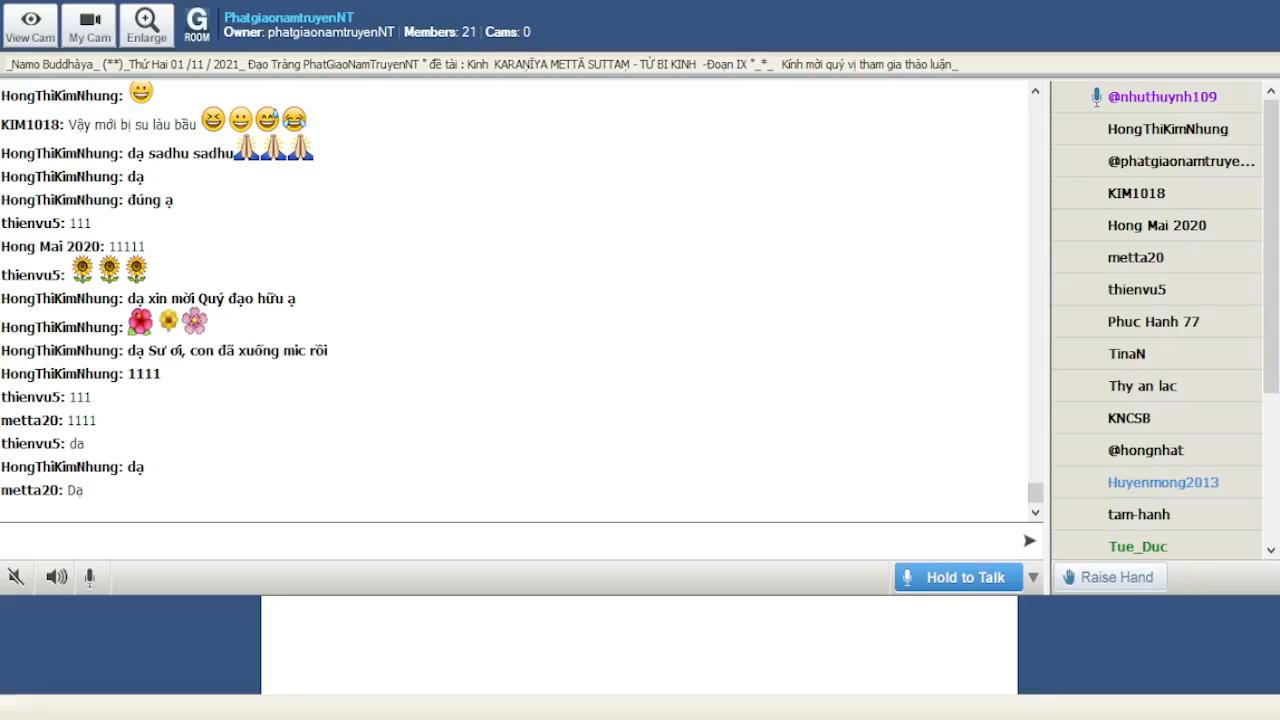 View Cam
My Cam
Enlarge
G
ROOM
PhatgiaonamtruyenNT
Owner: phatgiaonamtruyenNT | Members: 21 | Cams: 0
_Namo Buddhàya_ (**)_Thứ Hai 01 /11 / 2021_ Đạo Tràng PhatGiaoNamTruyenNT " đề tài : Kinh KARAṆĪYA METTĀ SUTTAṂ - TỪ BI KINH -Đoạn IX "_*_ Kính mời quý vị tham gia thảo luận_
HongThiKimNhung:
KIM1018: Vậy mới bị su làu bầu
HongThiKimNhung: dạ sadhu sadhu
HongThiKimNhung: dạ
HongThiKimNhung: đúng ạ
thienvu5: 111
Hong Mai 2020: 11111
thienvu5:
HongThiKimNhung: dạ xin mời Quý đạo hữu ạ
HongThiKimNhung:
HongThiKimNhung: dạ Sư ơi, con đã xuống mic rồi
HongThiKimNhung: 1111
thienvu5: 111
metta20: 1111
thienvu5: da
HongThiKimNhung: dạ
metta20: Dạ
@nhuthuynh109
HongThiKimNhung
@phatgiaonamtruye...
KIM1018
Hong Mai 2020
metta20
thienvu5
Phuc Hanh 77
TinaN
Thy an lac
KNCSB
@hongnhat
Huyenmong2013
tam-hanh
Tue_Duc
Hold to Talk
Raise Hand